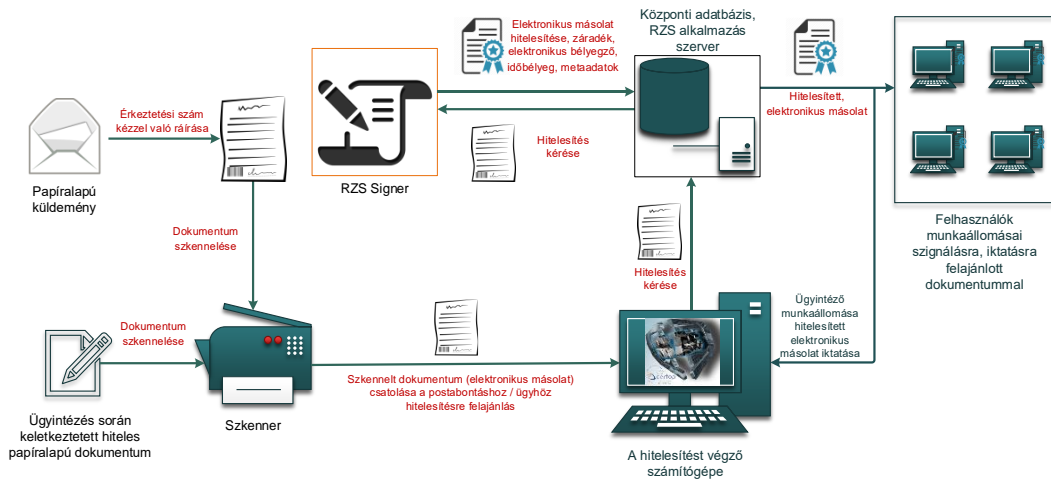 Elektronikus másolat
hitelesítése, záradék,
elektronikus bélyegző,
időbélyeg, metaadatok
Központi adatbázis,
RZS alkalmazás
szerver
Érkeztetési szám
kézzel való ráírása
Hitelesített,
elektronikus másolat
Hitelesítés
kérése
Papíralapú
küldemény
RZS Signer
Dokumentum
szkennelése
Hitelesítés
kérése
Felhasználók
munkaállomásai
szignálásra, iktatásra
felajánlott
dokumentummal
Dokumentum
szkennelése
Ügyintéző
munkaállomása
hitelesített
elektronikus
másolat iktatása
Szkennelt dokumentum (elektronikus másolat)
csatolása a postabontáshoz / ügyhöz
hitelesítésre felajánlás
Ügyintézés során
keletkeztetett hiteles
papíralapú dokumentum
Szkenner
A hitelesítést végző
számítógépe